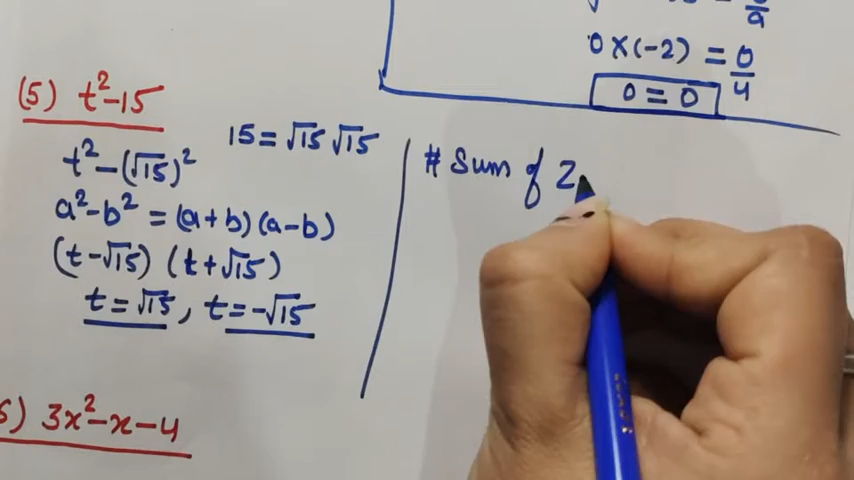 (5) t²-15
t² - (√15)²
15 = √15 √15
a² - b² = (a+b) (a-b)
(t-√15) (t+√15)
t = √15, t = -√15
) 3x² - x - 4
0 x (-2) = 0/4
0 = 0
# Sum of Z